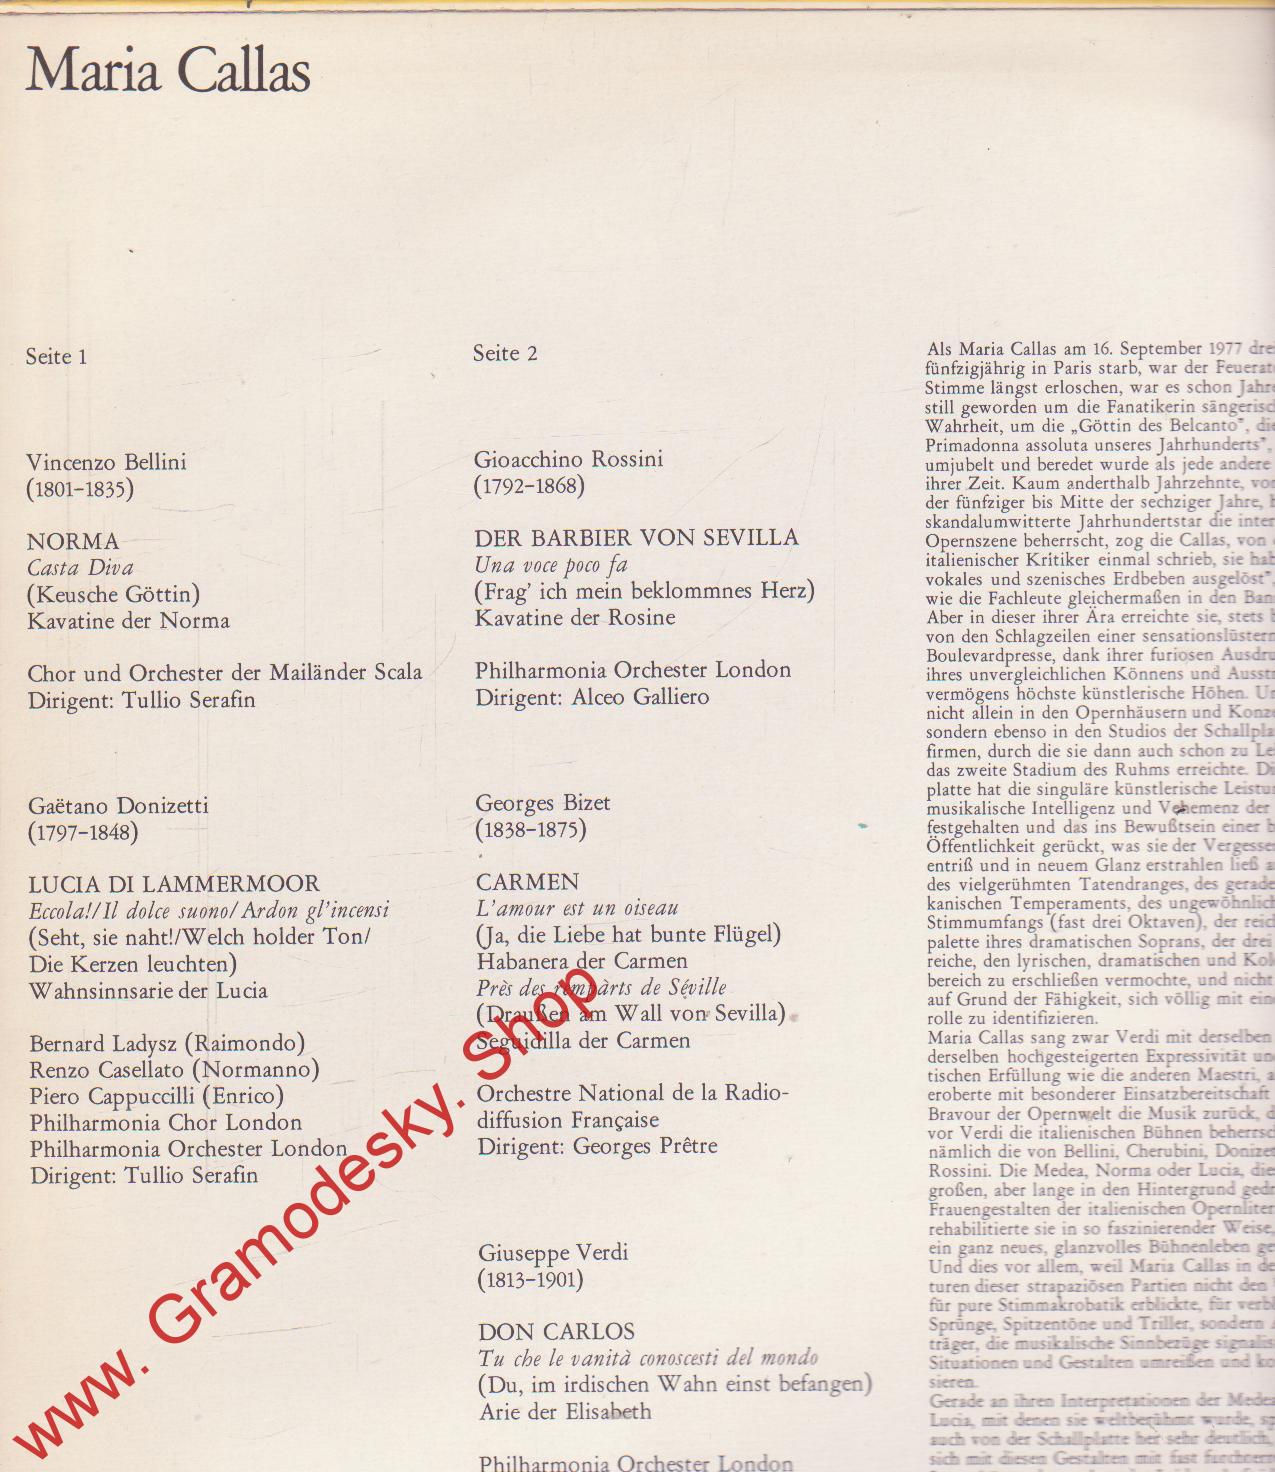 Maria Callas
Seite 1
Vincenzo Bellini
(1801-1835)
NORMA
Casta Diva
(Keusche Göttin)
Kavatine der Norma
Chor und Orchester der Mailänder Scala
Dirigent: Tullio Serafin
Gaëtano Donizetti
(1797-1848)
LUCIA DI LAMMERMOOR
Eccola!/Il dolce suono/Ardon gl'incensi
(Seht, sie naht!/Welch holder Ton/
Die Kerzen leuchten)
Wahnsinnsarie der Lucia
Bernard Ladysz (Raimondo)
Renzo Casellato (Normanno)
Piero Cappuccilli (Enrico)
Philharmonia Chor London
Philharmonia Orchester London
Dirigent: Tullio Serafin
Seite 2
Gioacchino Rossini
(1792-1868)
DER BARBIER VON SEVILLA
Una voce poco fa
(Frag' ich mein beklommnes Herz)
Kavatine der Rosine
Philharmonia Orchester London
Dirigent: Alceo Galliero
Georges Bizet
(1838-1875)
CARMEN
L'amour est un oiseau
(Ja, die Liebe hat bunte Flügel)
Habanera der Carmen
Près des rempàrts de Séville
(Draußen am Wall von Sevilla)
Seguidilla der Carmen
Orchestre National de la Radio-
diffusion Française
Dirigent: Georges Prêtre
Giuseppe Verdi
(1813-1901)
DON CARLOS
Tu che le vanità conoscesti del mondo
(Du, im irdischen Wahn einst befangen)
Arie der Elisabeth
Philharmonia Orchester London
Als Maria Callas am 16. September 1977
fünfzigjährig in Paris starb, war der
Stimme längst erloschen, war es schon
still geworden um die Fanatikerin
Wahrheit, um die „Göttin des Belcanto",
Primadonna assoluta unseres Jahrhunderts",
umjubelt und beredet wurde als jede andere
ihrer Zeit. Kaum anderthalb Jahrzehnte,
der fünfziger bis Mitte der sechziger Jahre,
skandalumwitterte Jahrhundertstar die
Opernszene beherrscht, zog die Callas, von
italienischer Kritiker einmal schrieb, sie
vokales und szenisches Erdbeben ausgelöst",
wie die Fachleute gleichermaßen in den
Aber in dieser ihrer Ära erreichte sie, stets
von den Schlagzeilen einer
Boulevardpresse, dank ihrer furiosen
ihres unvergleichlichen Könnens und
vermögens höchste künstlerische Höhen.
nicht allein in den Opernhäusern und
sondern ebenso in den Studios der
firmen, durch die sie dann auch schon zu
das zweite Stadium des Ruhms erreichte.
platte hat die singuläre künstlerische
musikalische Intelligenz und Vehemenz der
festgehalten und das ins Bewußtsein einer
Öffentlichkeit gerückt, was sie der
entriß und in neuem Glanz erstrahlen ließ
des vielgerühmten Tatendranges, des
kanischen Temperaments, des
Stimmumfangs (fast drei Oktaven), der
palette ihres dramatischen Soprans, der drei
reiche, den lyrischen, dramatischen und
bereich zu erschließen vermochte, und nicht
auf Grund der Fähigkeit, sich völlig mit
rolle zu identifizieren.
Maria Callas sang zwar Verdi mit derselben
derselben hochgesteigerten Expressivität
tischen Erfüllung wie die anderen Maestri,
eroberte mit besonderer Einsatzbereitschaft
Bravour der Opernwelt die Musik zurück,
vor Verdi die italienischen Bühnen
nämlich die von Bellini, Cherubini,
Rossini. Die Medea, Norma oder Lucia,
großen, aber lange in den Hintergrund
Frauengestalten der italienischen
rehabilitierte sie in so faszinierender Weise,
ein ganz neues, glanzvolles Bühnenleben
Und dies vor allem, weil Maria Callas in
turen dieser strapaziösen Partien nicht den
für pure Stimmakrobatik erblickte, für
Sprünge, Spitzentöne und Triller, sondern
träger, die musikalische Sinnbezüge
Situationen und Gestalten umreißen und
sieren.
Gerade an ihren Interpretationen der
Lucia, mit denen sie weltberühmt wurde,
auch von der Schallplatte her sehr deutlich,
sich mit diesen Gestalten mit fast
www. Gramodesky. Shop